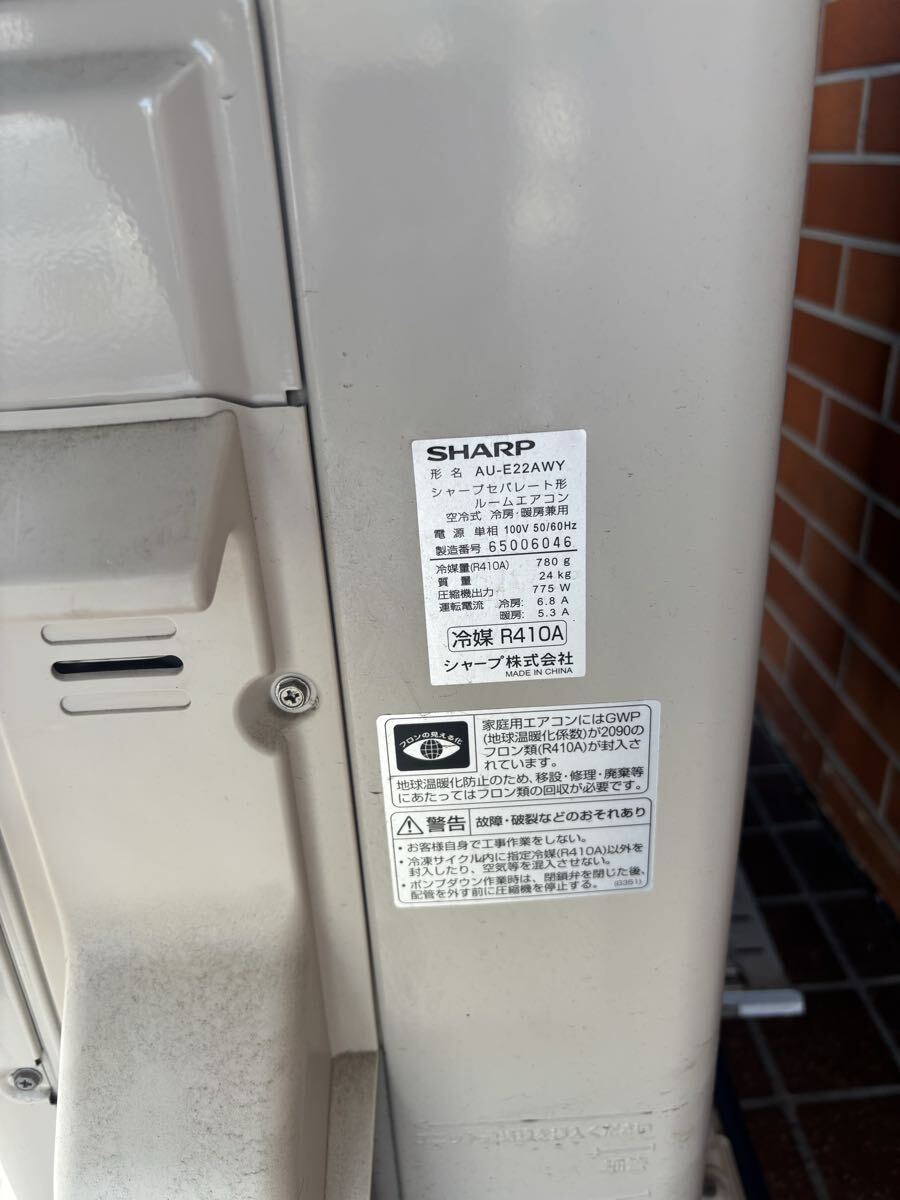 SHARP
形 名 AU-E22AWY
シャープセパレート形
ルームエアコン
空冷式 冷房・暖房兼用
電 源 単相 100V 50/60Hz
製造番号 65006046
冷媒量(R410A) 780 g
質 量 24 kg
圧縮機出力 775 W
運転電流 冷房: 6.8 A
暖房: 5.3 A
冷媒 R410A
シャープ株式会社
MADE IN CHINA
フロンの見える化
家庭用エアコンにはGWP
(地球温暖化係数)が2090の
フロン類(R410A)が封入さ
れています。
地球温暖化防止のため、移設・修理・廃棄等
にあたってはフロン類の回収が必要です。
警告 故障・破裂などのおそれあり
・お客様自身で工事作業をしない。
・冷凍サイクル内に指定冷媒(R410A)以外を
封入したり、空気等を混入させない。
・ポンプダウン作業時は、閉鎖弁を閉じた後、
配管を外す前に圧縮機を停止する。